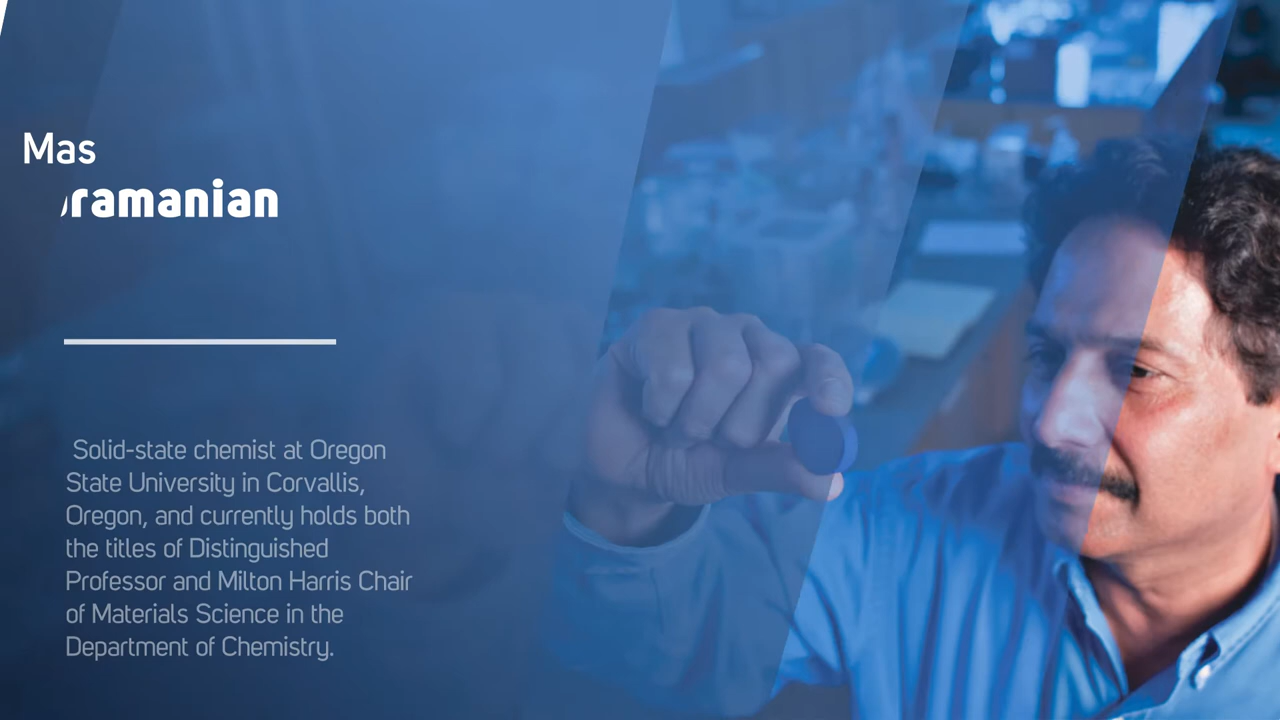 Mas
ramanian
Solid-state chemist at Oregon
State University in Corvallis,
Oregon, and currently holds both
the titles of Distinguished
Professor and Milton Harris Chair
of Materials Science in the
Department of Chemistry.